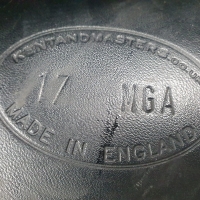 KENTANDMASTERS.CO.UK
17 MGA
MADE IN ENGLAND